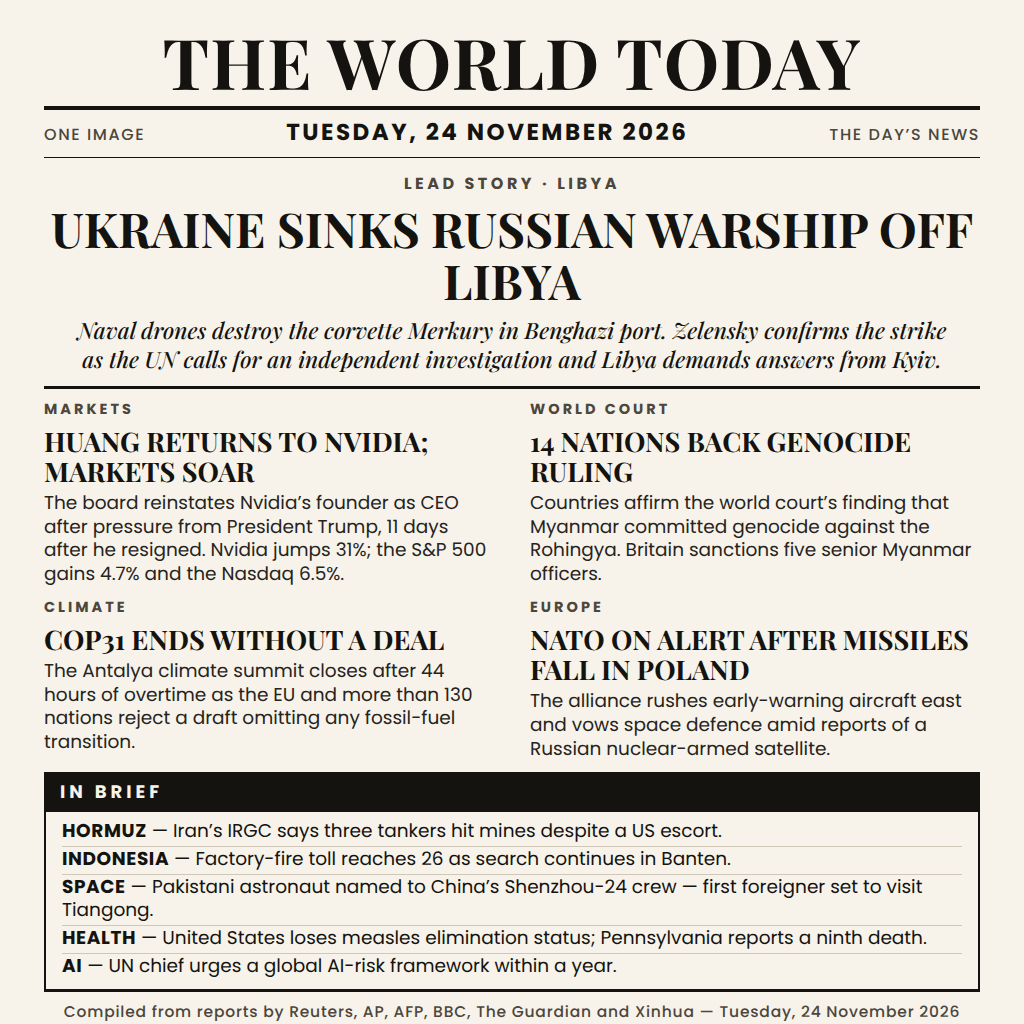 THE WORLD TODAY
ONE IMAGE
TUESDAY, 24 NOVEMBER 2026
THE DAY’S NEWS
LEAD STORY · LIBYA
UKRAINE SINKS RUSSIAN WARSHIP OFF
LIBYA
Naval drones destroy the corvette Merkury in Benghazi port. Zelensky confirms the strike
as the UN calls for an independent investigation and Libya demands answers from Kyiv.
MARKETS
HUANG RETURNS TO NVIDIA;
MARKETS SOAR
The board reinstates Nvidia’s founder as CEO
after pressure from President Trump, 11 days
after he resigned. Nvidia jumps 31%; the S&P 500
gains 4.7% and the Nasdaq 6.5%.
WORLD COURT
14 NATIONS BACK GENOCIDE
RULING
Countries affirm the world court’s finding that
Myanmar committed genocide against the
Rohingya. Britain sanctions five senior Myanmar
officers.
CLIMATE
COP31 ENDS WITHOUT A DEAL
The Antalya climate summit closes after 44
hours of overtime as the EU and more than 130
nations reject a draft omitting any fossil-fuel
transition.
EUROPE
NATO ON ALERT AFTER MISSILES
FALL IN POLAND
The alliance rushes early-warning aircraft east
and vows space defence amid reports of a
Russian nuclear-armed satellite.
IN BRIEF
HORMUZ — Iran’s IRGC says three tankers hit mines despite a US escort.
INDONESIA — Factory-fire toll reaches 26 as search continues in Banten.
SPACE — Pakistani astronaut named to China’s Shenzhou-24 crew — first foreigner set to visit
Tiangong.
HEALTH — United States loses measles elimination status; Pennsylvania reports a ninth death.
AI — UN chief urges a global AI-risk framework within a year.
Compiled from reports by Reuters, AP, AFP, BBC, The Guardian and Xinhua — Tuesday, 24 November 2026